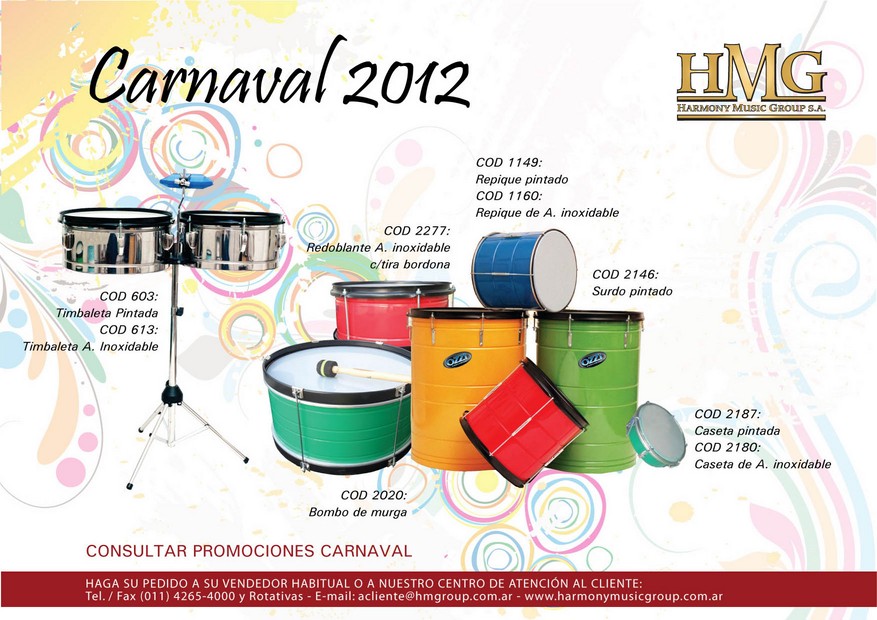 Carnaval 2012
HMG
HARMONY MUSIC GROUP S.A.
COD 1149:
Repique pintado
COD 1160:
Repique de A. inoxidable
COD 2277:
Redoblante A. inoxidable
c/tira bordona
COD 2146:
Surdo pintado
COD 603:
Timbaleta Pintada
COD 613:
Timbaleta A. Inoxidable
OZZA
OZZA
COD 2187:
Caseta pintada
COD 2180:
Caseta de A. inoxidable
COD 2020:
Bombo de murga
CONSULTAR PROMOCIONES CARNAVAL
HAGA SU PEDIDO A SU VENDEDOR HABITUAL O A NUESTRO CENTRO DE ATENCIÓN AL CLIENTE:
Tel. / Fax (011) 4265-4000 y Rotativas - E-mail: acliente@hmgroup.com.ar - www.harmonymusicgroup.com.ar